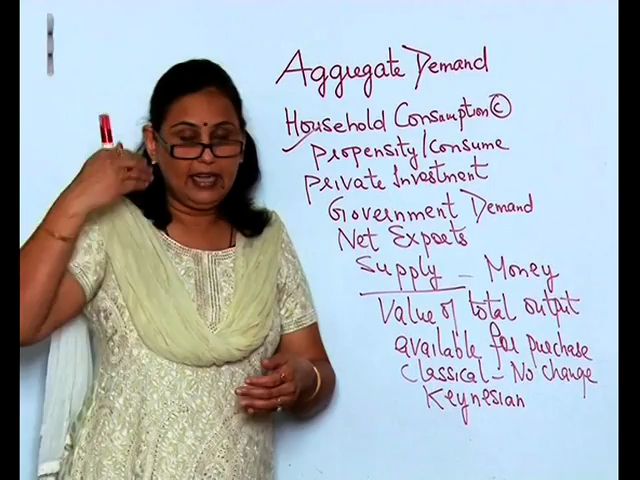 Aggregate Demand
Household Consumption (C)
Propensity/Consume
Private Investment
Government Demand
Net Exports
Supply - Money
Value of total output
available for purchase
Classical - No change
Keynesian